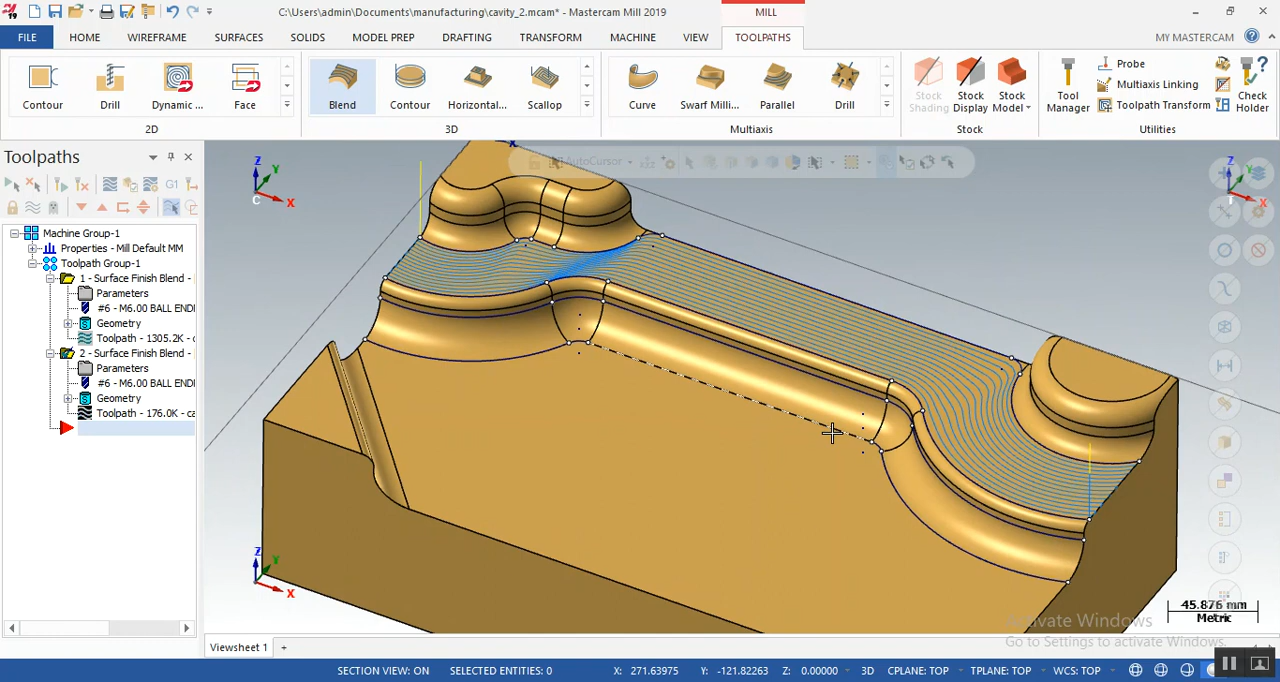 C:\Users\admin\Documents\manufacturing\cavity_2.mcam* - Mastercam Mill 2019
MILL
FILE HOME WIREFRAME SURFACES SOLIDS MODEL PREP DRAFTING TRANSFORM MACHINE VIEW TOOLPATHS MY MASTERCAM
Contour Drill Dynamic ... Face Blend Contour Horizontal... Scallop Curve Swarf Milli... Parallel Drill
Stock Shading Stock Display Stock Model Tool Manager Probe Multiaxis Linking Toolpath Transform Check Holder
2D 3D Multiaxis Stock Utilities
Toolpaths
G1
Machine Group-1
Properties - Mill Default MM
Toolpath Group-1
1 - Surface Finish Blend -
Parameters
#6 - M6.00 BALL ENDI
Geometry
Toolpath - 1305.2K - c
2 - Surface Finish Blend -
Parameters
#6 - M6.00 BALL ENDI
Geometry
Toolpath - 176.0K - ca
AutoCursor
Z Y X C
Z Y X
Z Y X
45.876 mm
Metric
Activate Windows
Go to Settings to activate Windows.
Viewsheet 1 +
SECTION VIEW: ON SELECTED ENTITIES: 0 X: 271.63975 Y: -121.82263 Z: 0.00000 3D CPLANE: TOP TPLANE: TOP WCS: TOP